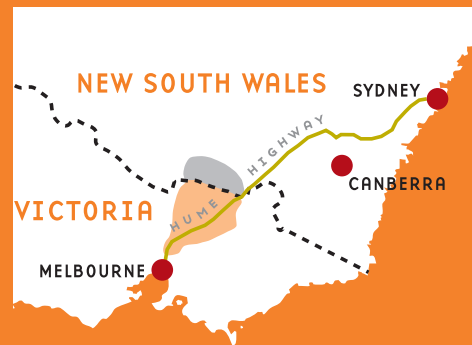 NEW SOUTH WALES
SYDNEY
HUME HIGHWAY
CANBERRA
VICTORIA
MELBOURNE